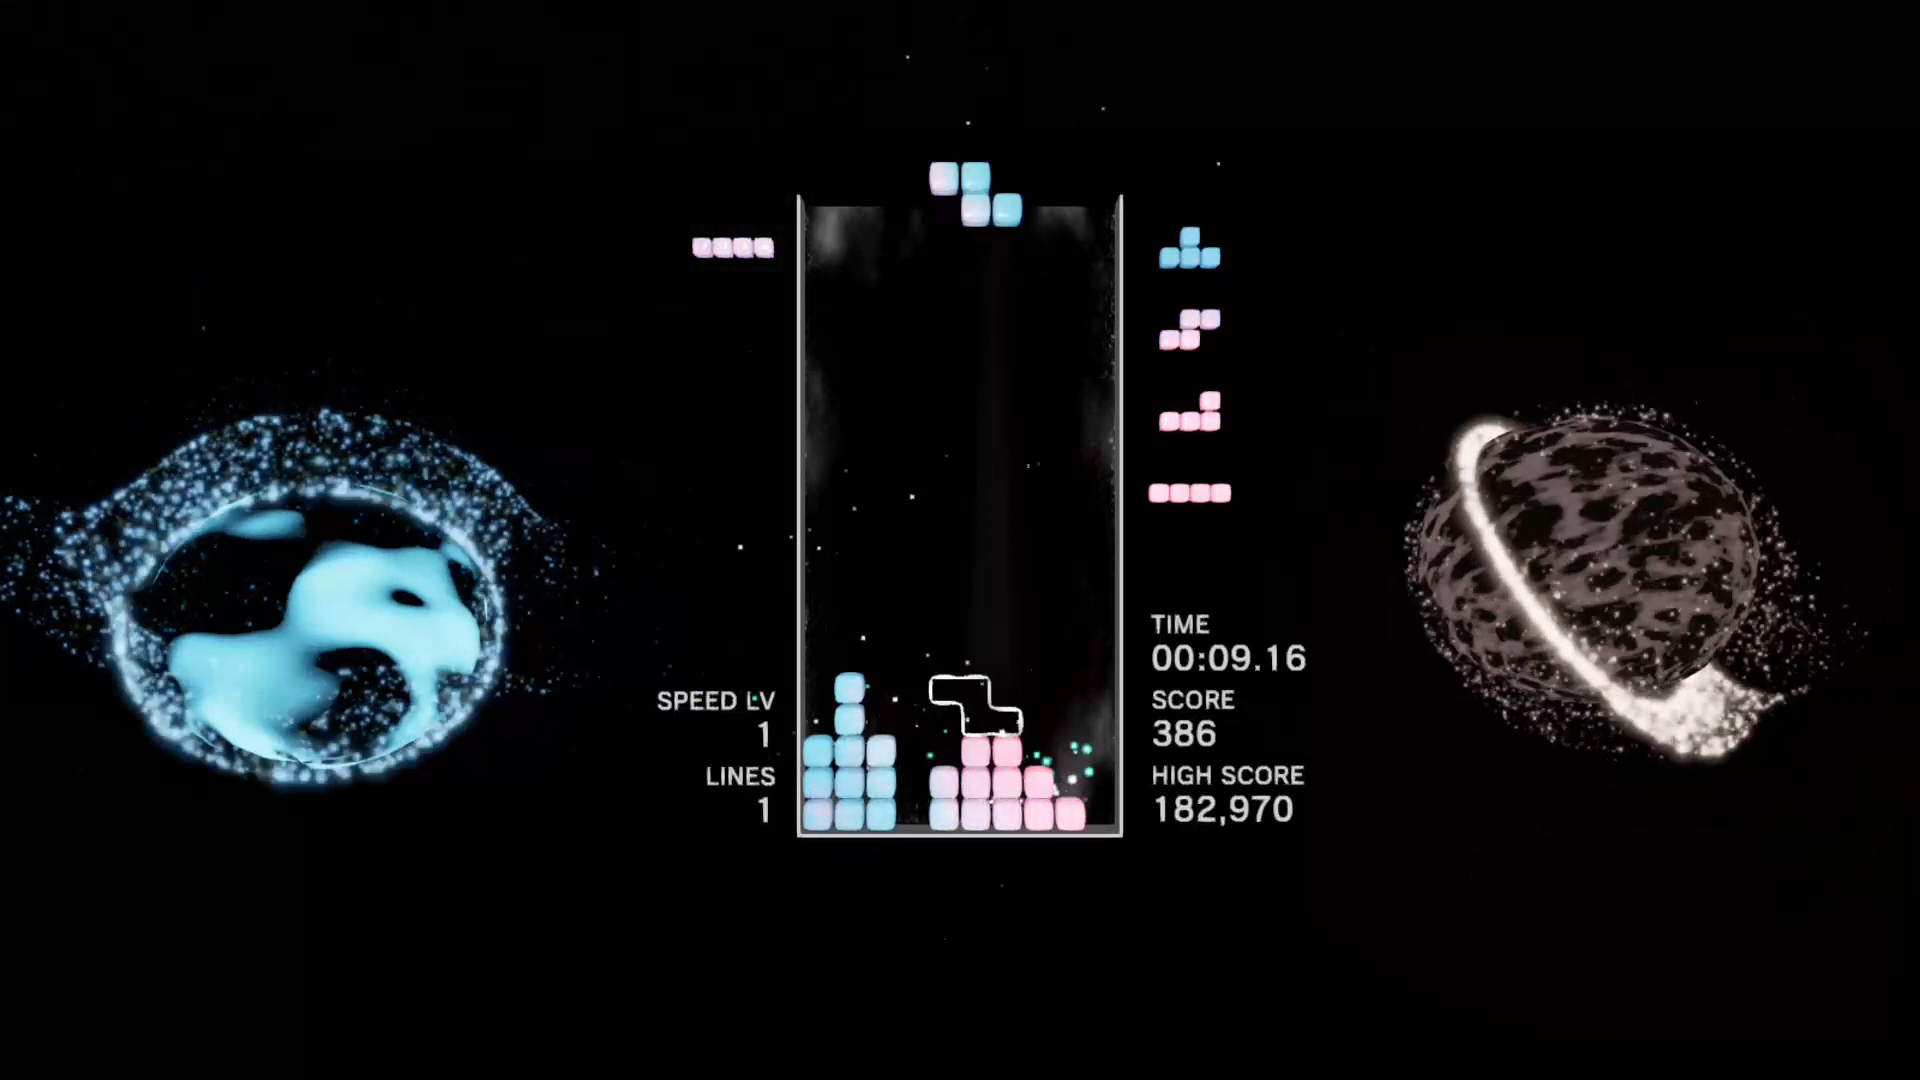 SPEED LV
1
LINES
1
TIME
00:09.16
SCORE
386
HIGH SCORE
182,970